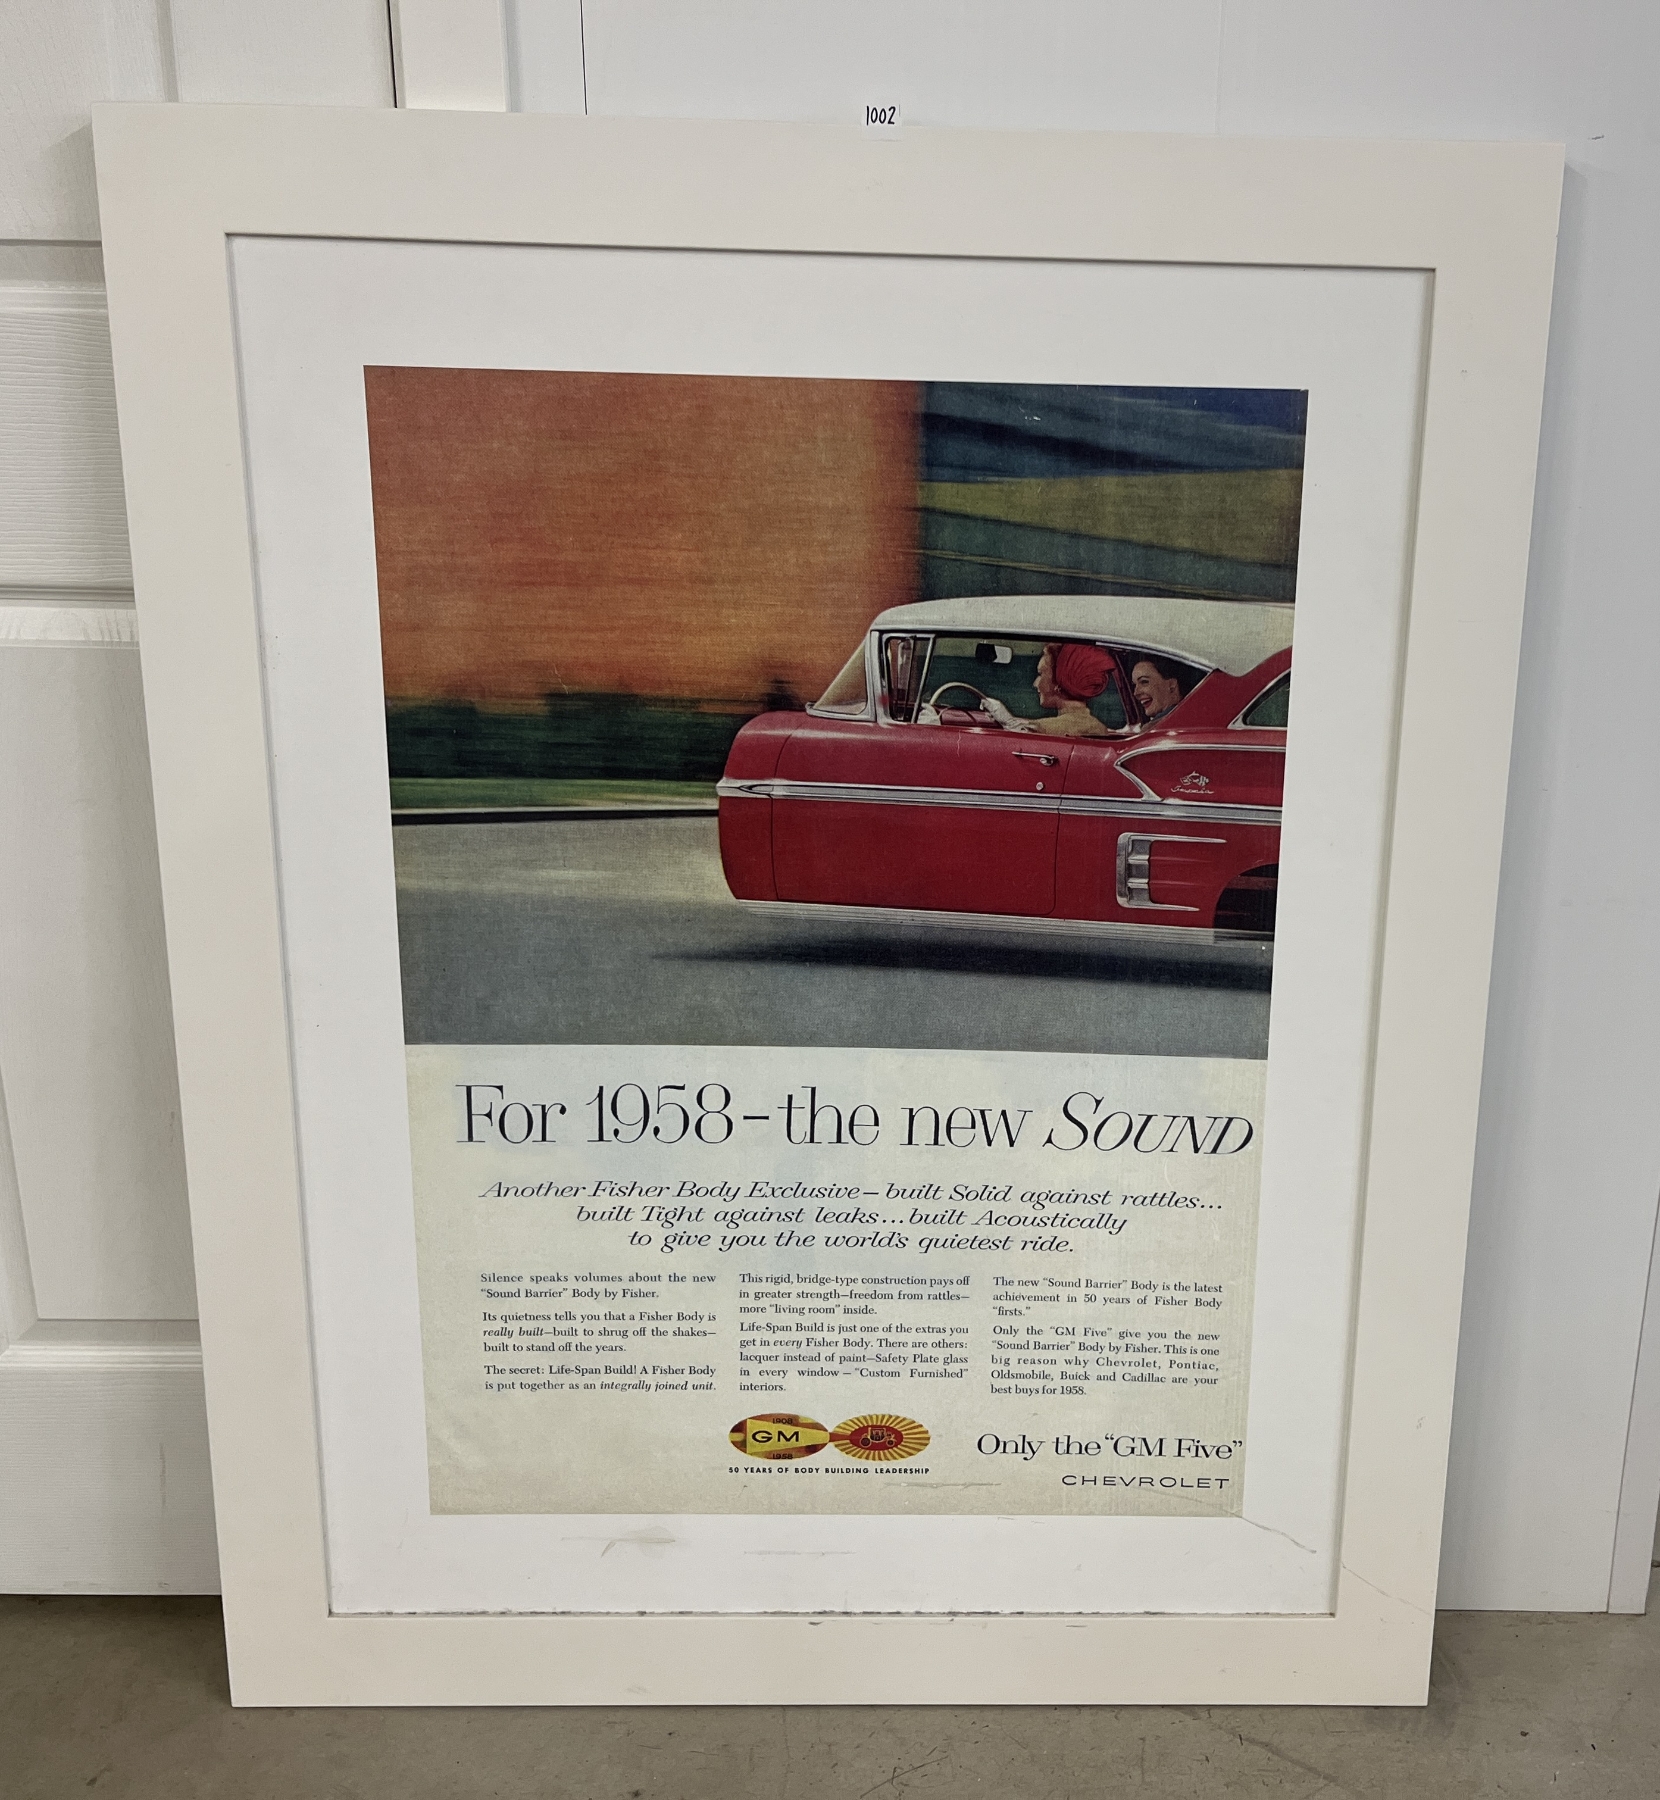 1002
Impala
For 1958–the new SOUND
Another Fisher Body Exclusive–built Solid against rattles...
built Tight against leaks...built Acoustically
to give you the world's quietest ride.
Silence speaks volumes about the new
"Sound Barrier" Body by Fisher.
Its quietness tells you that a Fisher Body is
really built—built to shrug off the shakes—
built to stand off the years.
The secret: Life-Span Build! A Fisher Body
is put together as an integrally joined unit.
This rigid, bridge-type construction pays off
in greater strength—freedom from rattles—
more "living room" inside.
Life-Span Build is just one of the extras you
get in every Fisher Body. There are others:
lacquer instead of paint—Safety Plate glass
in every window—"Custom Furnished"
interiors.
The new "Sound Barrier" Body is the latest
achievement in 50 years of Fisher Body
"firsts."
Only the "GM Five" give you the new
"Sound Barrier" Body by Fisher. This is one
big reason why Chevrolet, Pontiac,
Oldsmobile, Buick and Cadillac are your
best buys for 1958.
1908
GM
1958
50 YEARS OF BODY BUILDING LEADERSHIP
Only the "GM Five"
CHEVROLET